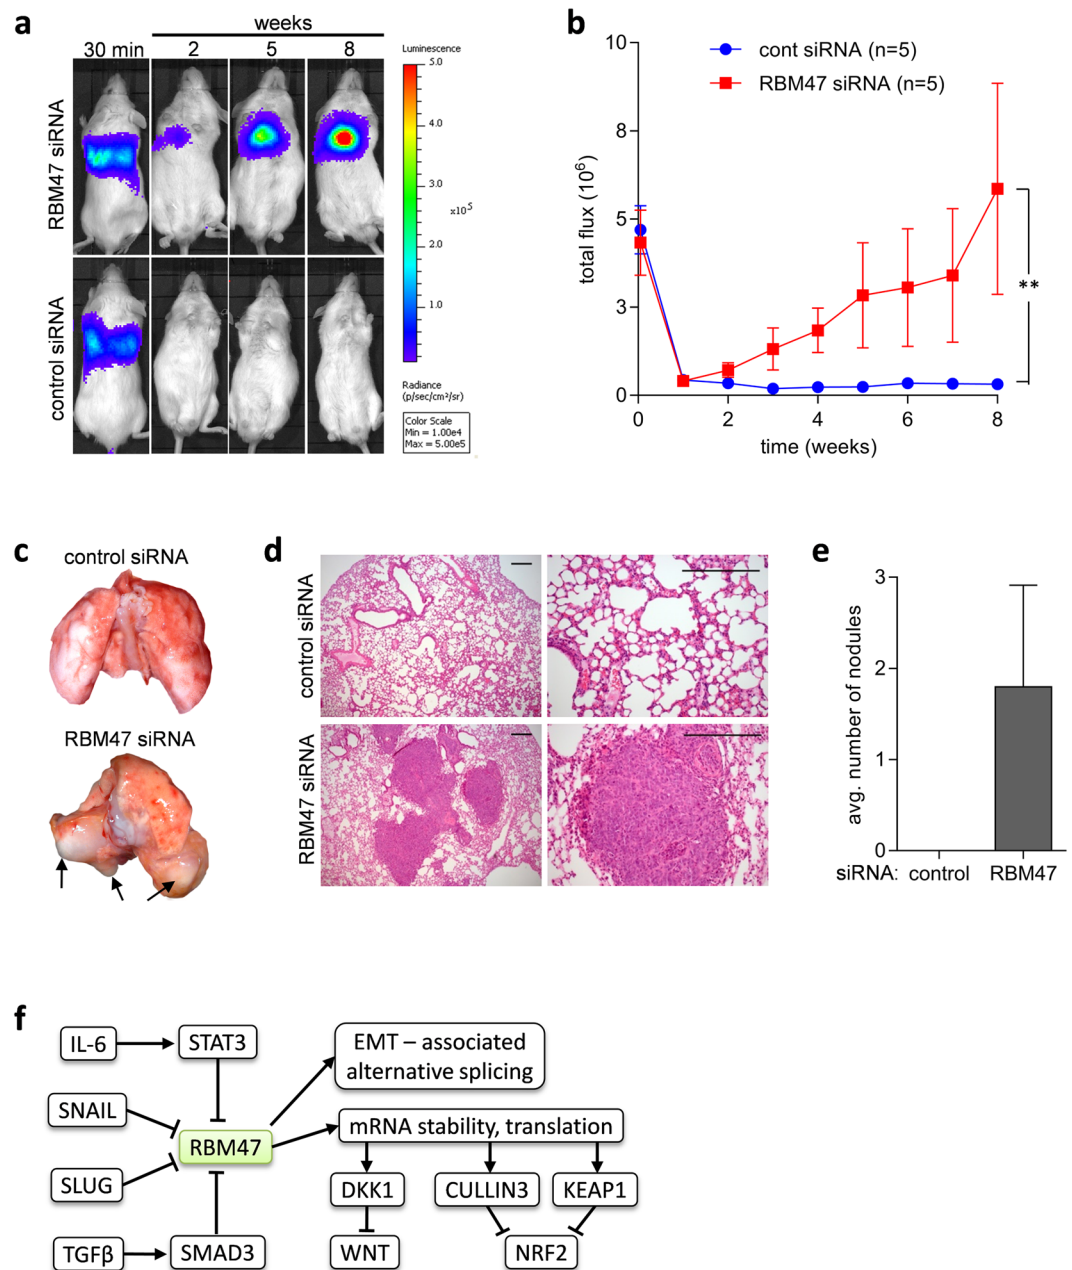 a
weeks
30 min
2
5
8
RBM47 siRNA
control siRNA
Luminescence
5.0
4.0
3.0
x10⁵
2.0
1.0
Radiance
(p/sec/cm²/sr)
Color Scale
Min = 1.00e4
Max = 5.00e5
b
cont siRNA (n=5)
RBM47 siRNA (n=5)
total flux (10⁶)
10
8
5
3
0
0
2
4
6
8
time (weeks)
**
c
control siRNA
RBM47 siRNA
d
control siRNA
RBM47 siRNA
e
avg. number of nodules
3
2
1
0
siRNA: control RBM47
f
IL-6
STAT3
EMT – associated
alternative splicing
SNAIL
RBM47
mRNA stability, translation
SLUG
DKK1
CULLIN3
KEAP1
TGFβ
SMAD3
WNT
NRF2